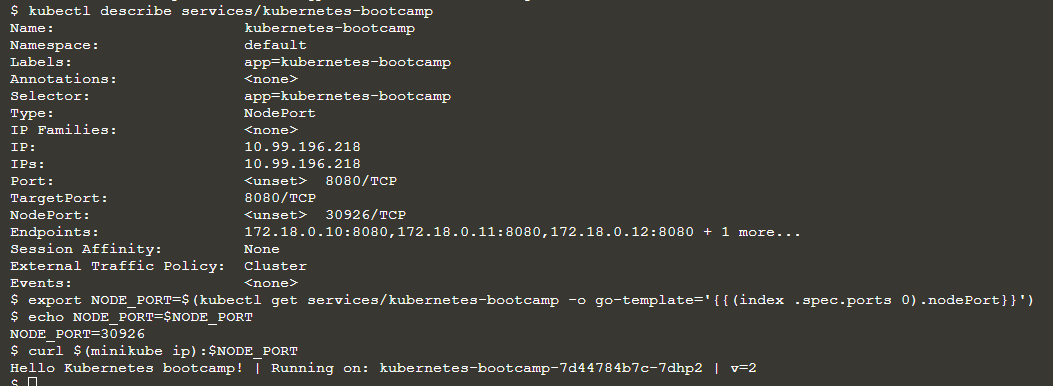 $ kubectl describe services/kubernetes-bootcamp
Name:                     kubernetes-bootcamp
Namespace:                default
Labels:                   app=kubernetes-bootcamp
Annotations:              <none>
Selector:                 app=kubernetes-bootcamp
Type:                     NodePort
IP Families:              <none>
IP:                       10.99.196.218
IPs:                      10.99.196.218
Port:                     <unset>  8080/TCP
TargetPort:               8080/TCP
NodePort:                 <unset>  30926/TCP
Endpoints:                172.18.0.10:8080,172.18.0.11:8080,172.18.0.12:8080 + 1 more...
Session Affinity:         None
External Traffic Policy:  Cluster
Events:                   <none>
$ export NODE_PORT=$(kubectl get services/kubernetes-bootcamp -o go-template='{{(index .spec.ports 0).nodePort}}')
$ echo NODE_PORT=$NODE_PORT
NODE_PORT=30926
$ curl $(minikube ip):$NODE_PORT
Hello Kubernetes bootcamp! | Running on: kubernetes-bootcamp-7d44784b7c-7dhp2 | v=2
$